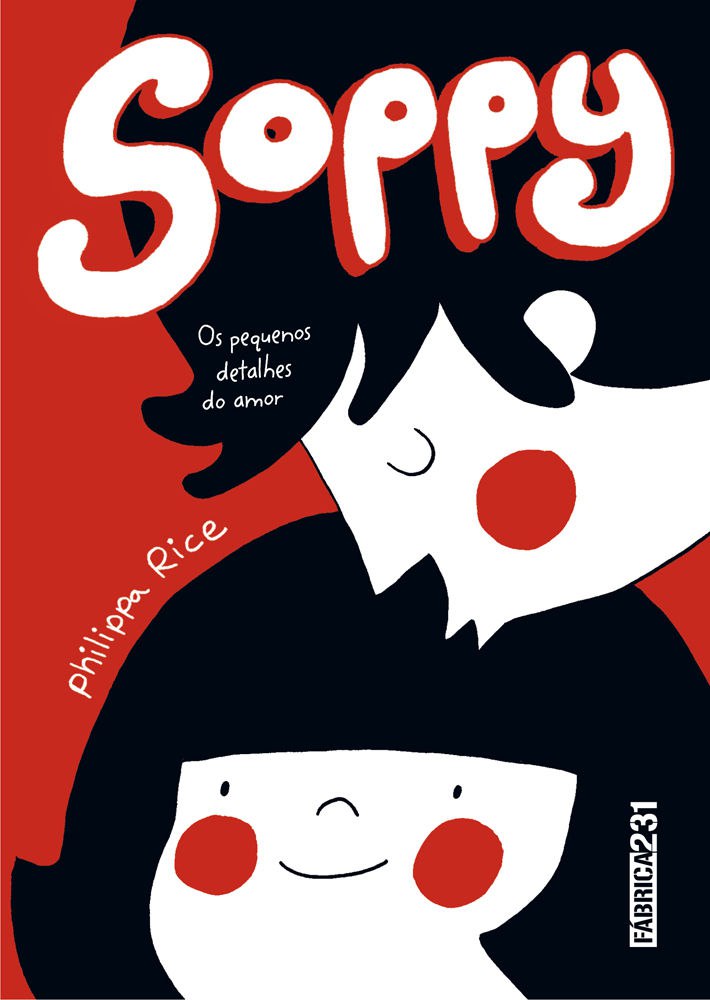 Soppy
Os pequenos
detalhes
do amor
Philippa Rice
FÁBRICA231